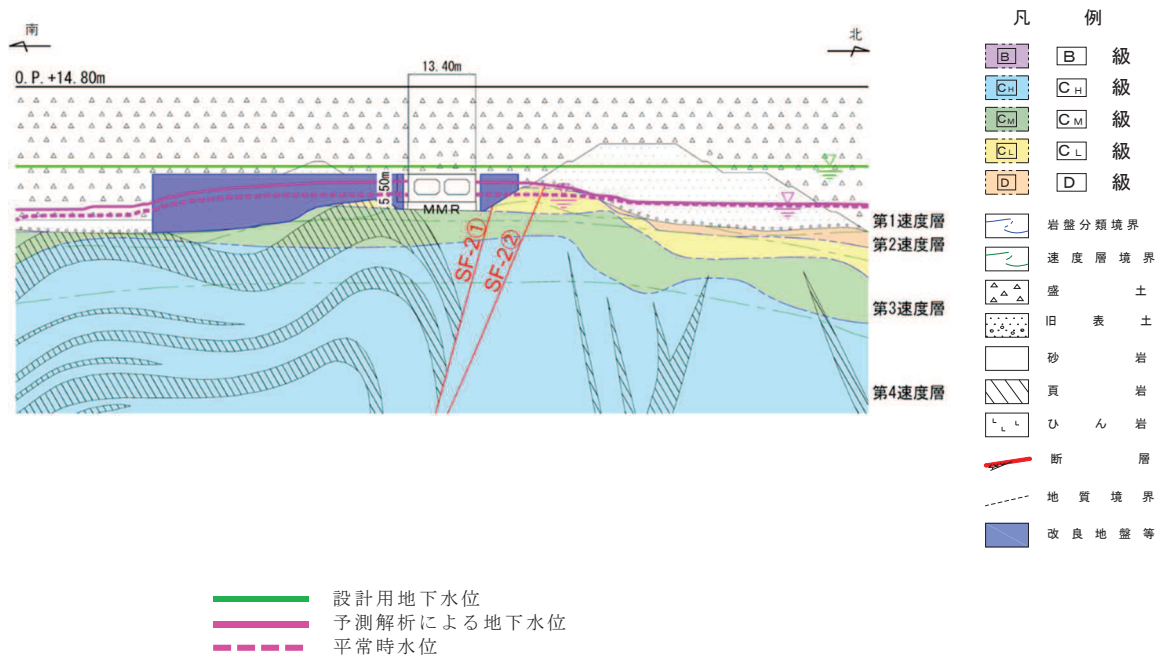 南
北
O.P.+14.80m
13.40m
5.50m
MMR
SF-2①
SF-2②
第1速度層
第2速度層
第3速度層
第4速度層
凡 例
B B 級
CH CH 級
CM CM 級
CL CL 級
D D 級
岩盤分類境界
速度層境界
盛土
旧表土
砂岩
頁岩
ひん岩
断層
地質境界
改良地盤等
設計用地下水位
予測解析による地下水位
平常時水位